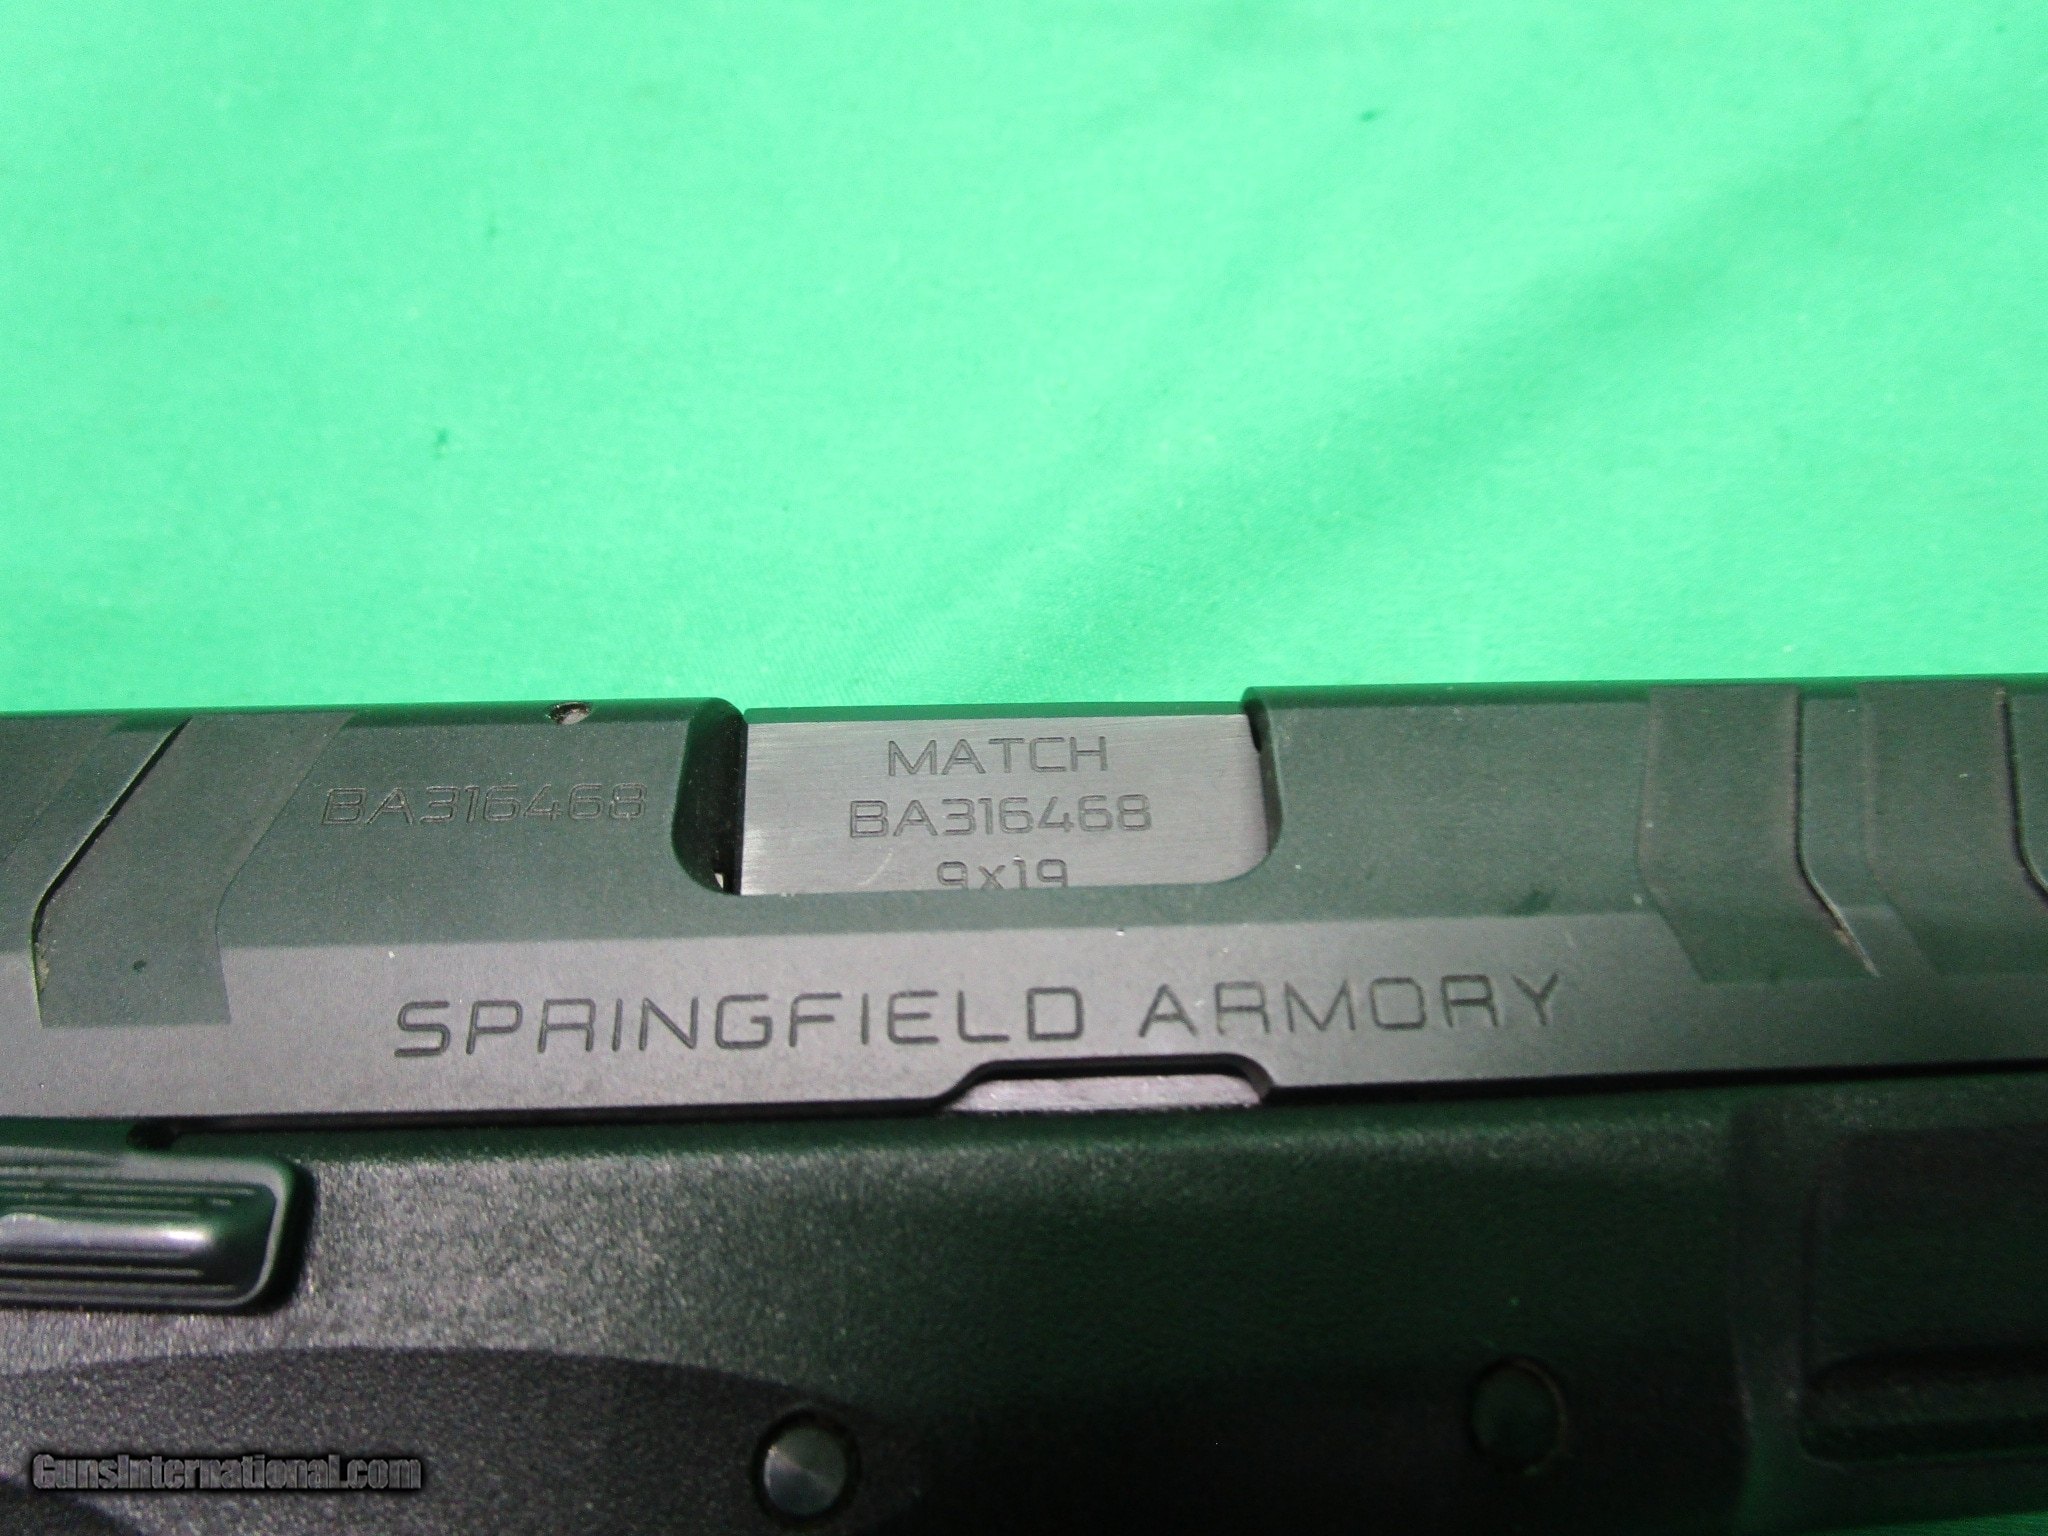 MATCH
BA316468
BA316468
9x19
SPRINGFIELD ARMORY
GunsInternational.com